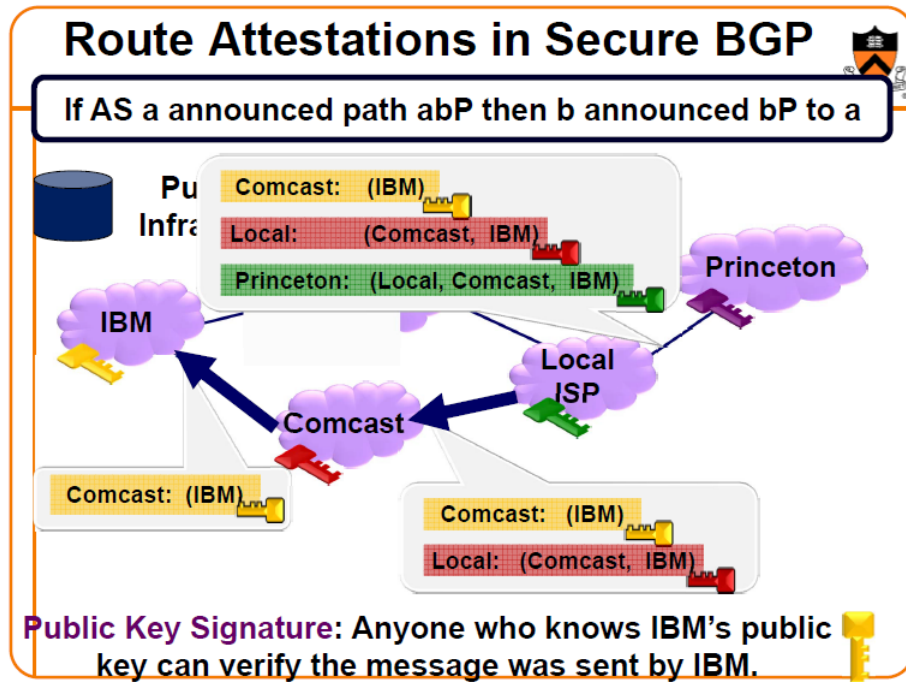 Route Attestations in Secure BGP
If AS a announced path abP then b announced bP to a
Comcast: (IBM)
Local: (Comcast, IBM)
Princeton: (Local, Comcast, IBM)
Princeton
IBM
Local
ISP
Comcast
Comcast: (IBM)
Comcast: (IBM)
Local: (Comcast, IBM)
Public Key Signature: Anyone who knows IBM's public
key can verify the message was sent by IBM.